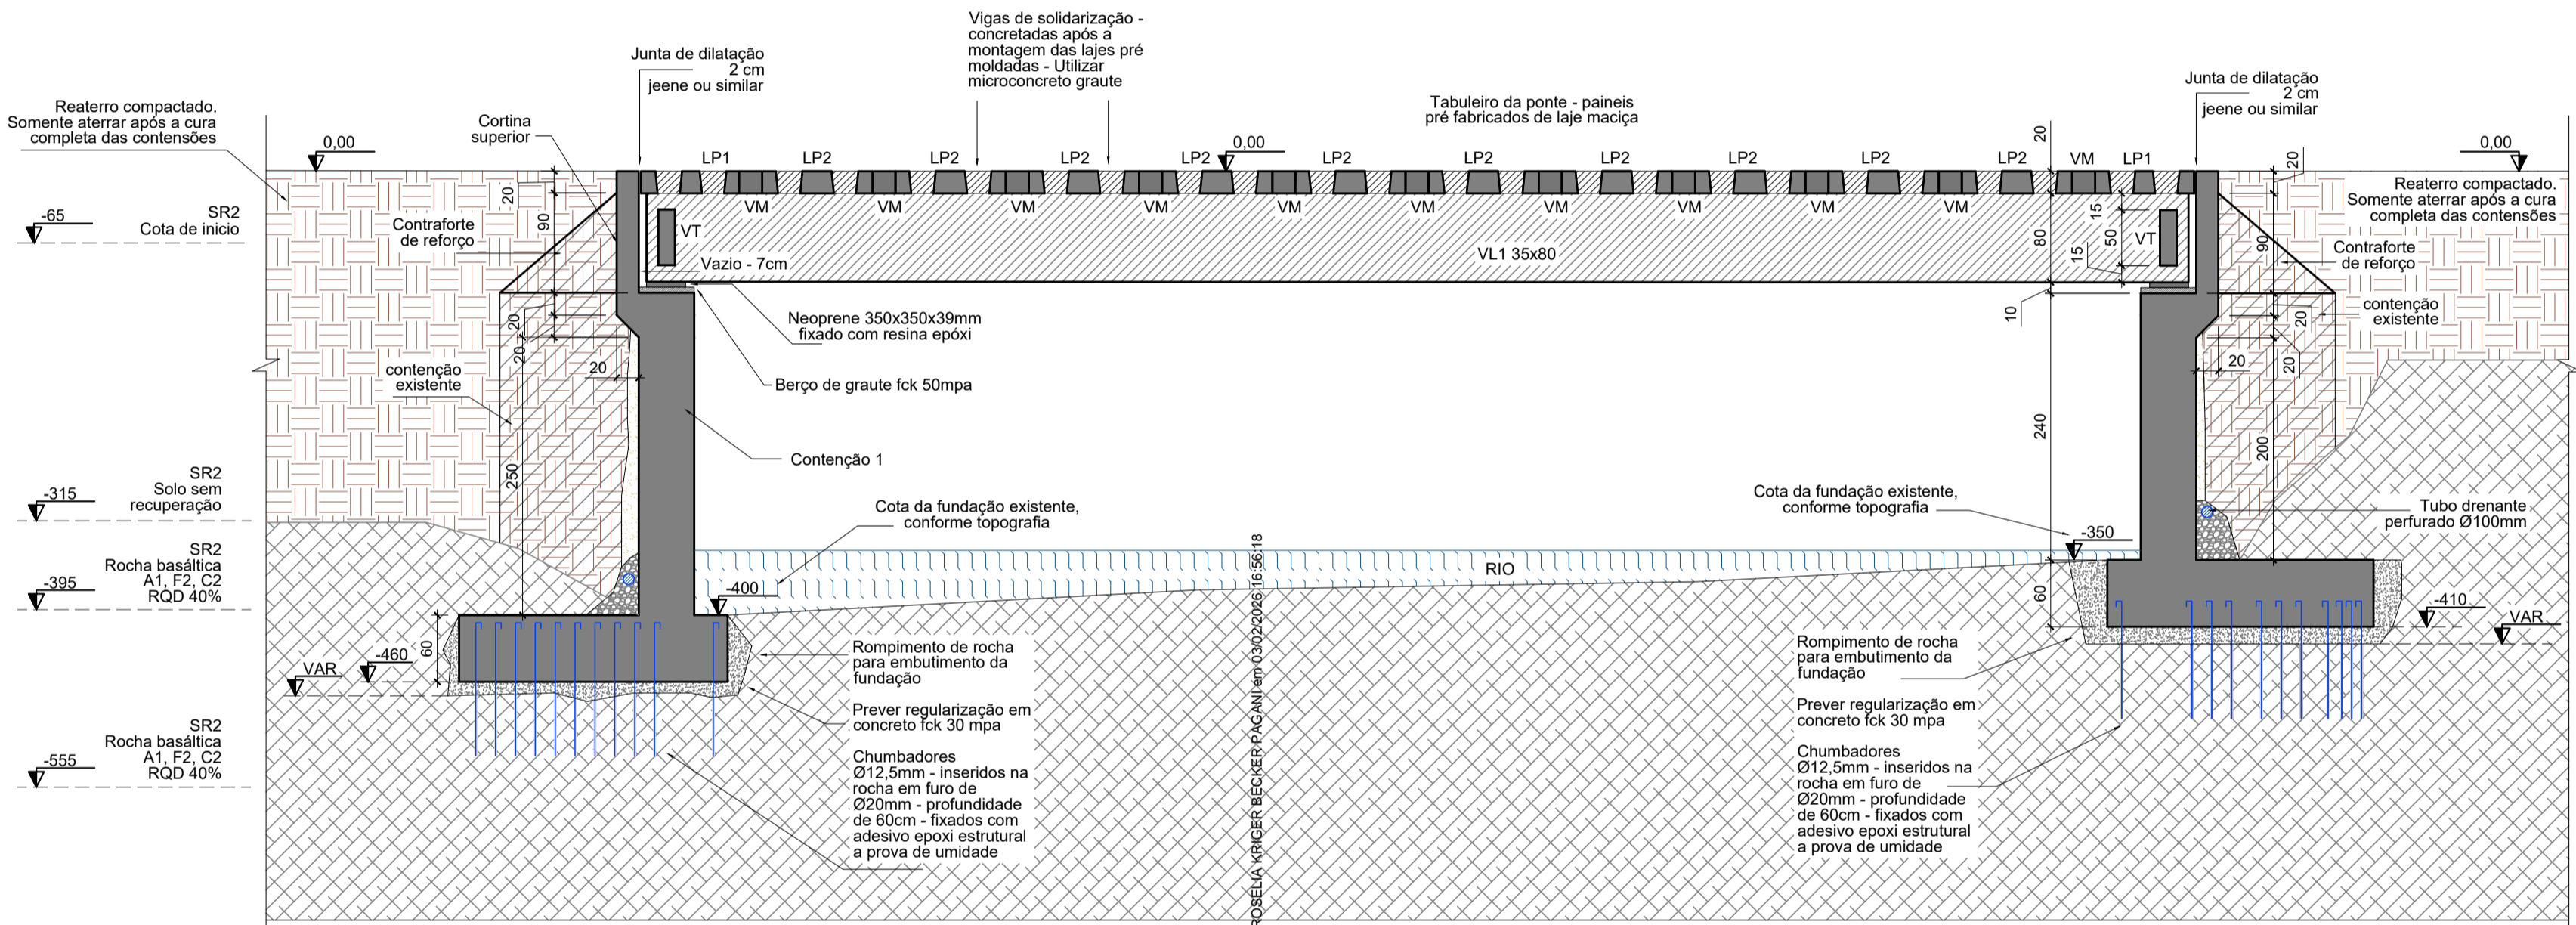 Vigas de solidarização -
concretadas após a
montagem das lajes pré
moldadas - Utilizar
microconcreto graute
Junta de dilatação
2 cm
jeene ou similar
Junta de dilatação
2 cm
jeene ou similar
Tabuleiro da ponte - paineis
pré fabricados de laje maciça
Reaterro compactado.
Somente aterrar após a cura
completa das contensões
Cortina
superior
0,00
0,00
0,00
LP1
LP2
LP2
LP2
LP2
LP2
LP2
LP2
LP2
LP2
LP2
VM
LP1
20
20
20
90
Reaterro compactado.
Somente aterrar após a cura
completa das contensões
-65
SR2
Cota de inicio
Contraforte
de reforço
VM
VM
VM
VM
VM
VM
VM
VM
VM
VM
VT
Vazio - 7cm
VL1 35x80
80
15
50
15
VT
90
Contraforte
de reforço
10
20
20
20
Neoprene 350x350x39mm
fixado com resina epóxi
contenção
existente
20
20
20
contenção
existente
Berço de graute fck 50mpa
240
Contenção 1
250
200
SR2
Solo sem
recuperação
-315
Cota da fundação existente,
conforme topografia
Cota da fundação existente,
conforme topografia
Tubo drenante
perfurado Ø100mm
-350
SR2
Rocha basáltica
A1, F2, C2
RQD 40%
-395
-400
RIO
60
60
-410
VAR
VAR
-460
Rompimento de rocha
para embutimento da
fundação
Prever regularização em
concreto fck 30 mpa
Chumbadores
Ø12,5mm - inseridos na
rocha em furo de
Ø20mm - profundidade
de 60cm - fixados com
adesivo epoxi estrutural
a prova de umidade
Rompimento de rocha
para embutimento da
fundação
Prever regularização em
concreto fck 30 mpa
Chumbadores
Ø12,5mm - inseridos na
rocha em furo de
Ø20mm - profundidade
de 60cm - fixados com
adesivo epoxi estrutural
a prova de umidade
SR2
Rocha basáltica
A1, F2, C2
RQD 40%
-555
ROSELIA KRIGER BECKER PAGANI em 03/02/2026 16:56:18